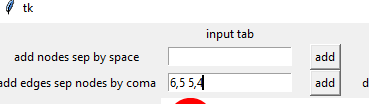 tk
input tab
add nodes sep by space add
add edges sep nodes by coma 6,5 5,4 add d